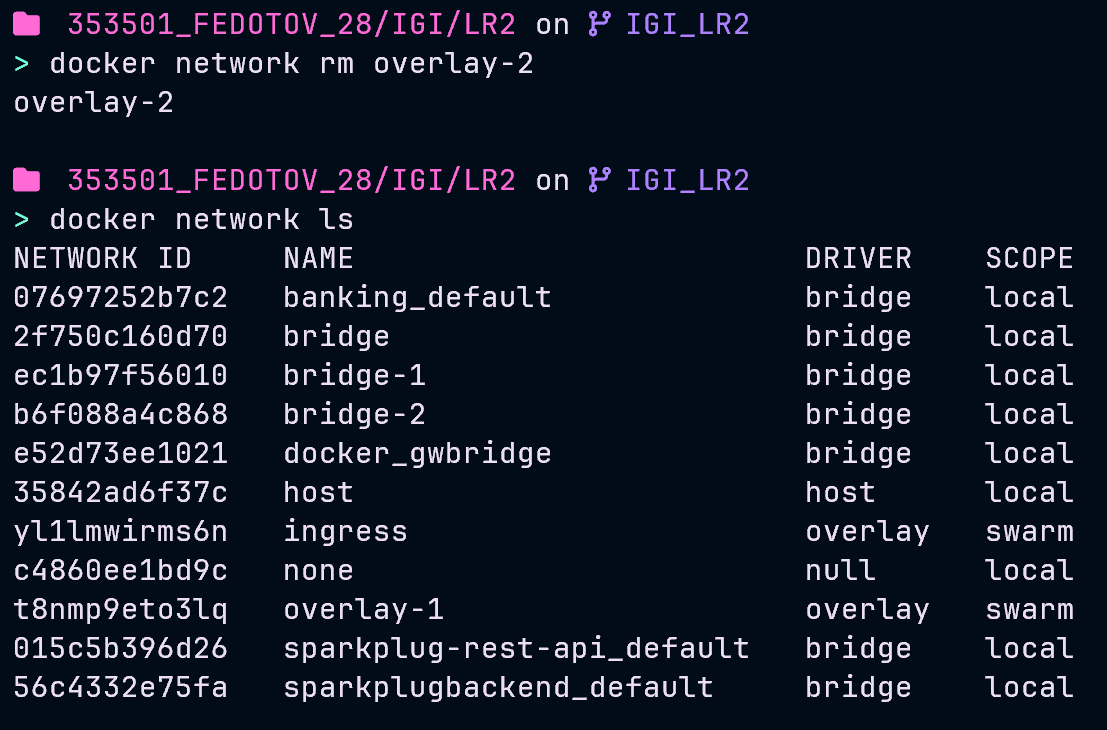 353501_FEDOTOV_28/IGI/LR2 on IGI_LR2
> docker network rm overlay-2
overlay-2
353501_FEDOTOV_28/IGI/LR2 on IGI_LR2
> docker network ls
NETWORK ID NAME DRIVER SCOPE
07697252b7c2 banking_default bridge local
2f750c160d70 bridge bridge local
ec1b97f56010 bridge-1 bridge local
b6f088a4c868 bridge-2 bridge local
e52d73ee1021 docker_gwbridge bridge local
35842ad6f37c host host local
yl1lmwirms6n ingress overlay swarm
c4860ee1bd9c none null local
t8nmp9eto3lq overlay-1 overlay swarm
015c5b396d26 sparkplug-rest-api_default bridge local
56c4332e75fa sparkplugbackend_default bridge local